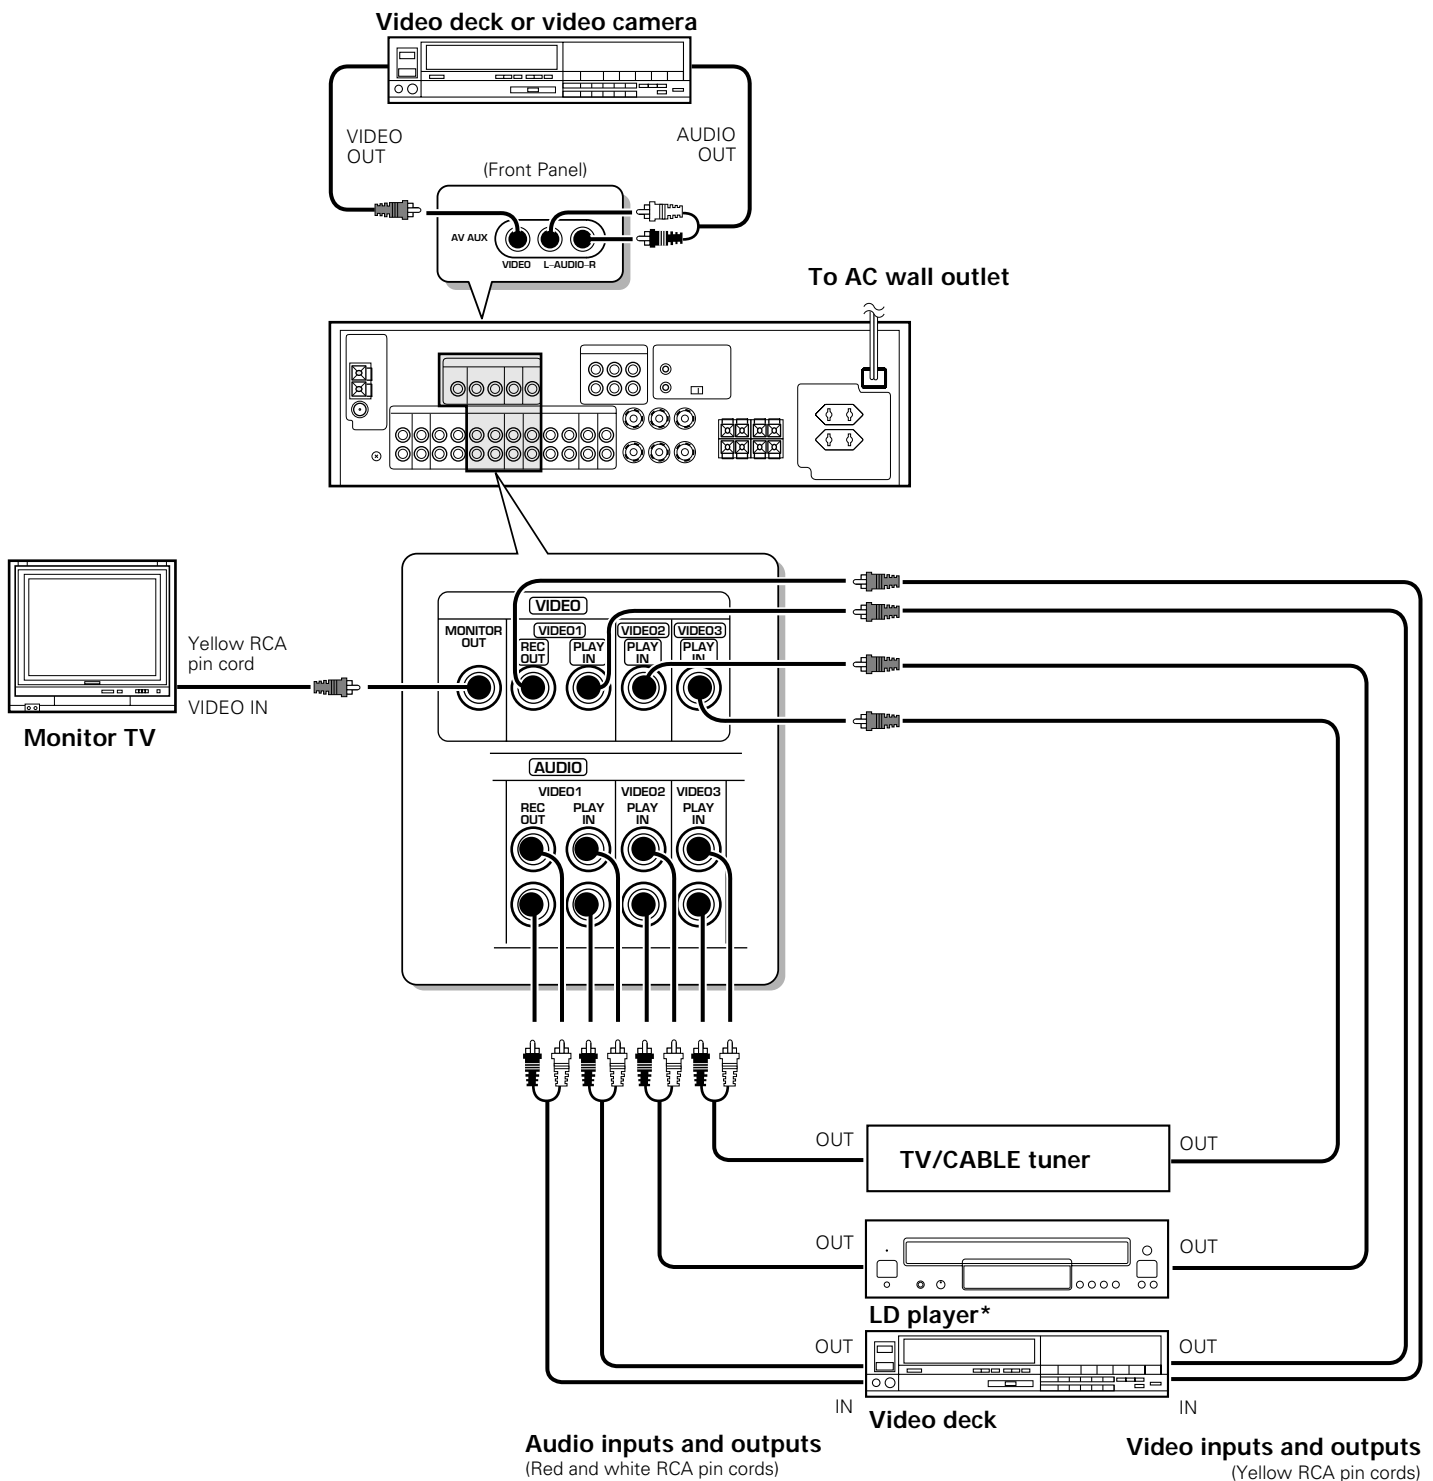 Video deck or video camera
VIDEO
OUT
AUDIO
OUT
(Front Panel)
AV AUX
VIDEO L–AUDIO–R
To AC wall outlet
VIDEO
MONITOR
OUT
VIDEO1
VIDEO2
VIDEO3
REC
OUT
PLAY
IN
PLAY
IN
PLAY
IN
Yellow RCA
pin cord
VIDEO IN
Monitor TV
AUDIO
VIDEO1
VIDEO2
VIDEO3
REC
OUT
PLAY
IN
PLAY
IN
PLAY
IN
OUT
TV/CABLE tuner
OUT
OUT
OUT
LD player*
OUT
OUT
IN
Video deck
IN
Audio inputs and outputs
(Red and white RCA pin cords)
Video inputs and outputs
(Yellow RCA pin cords)